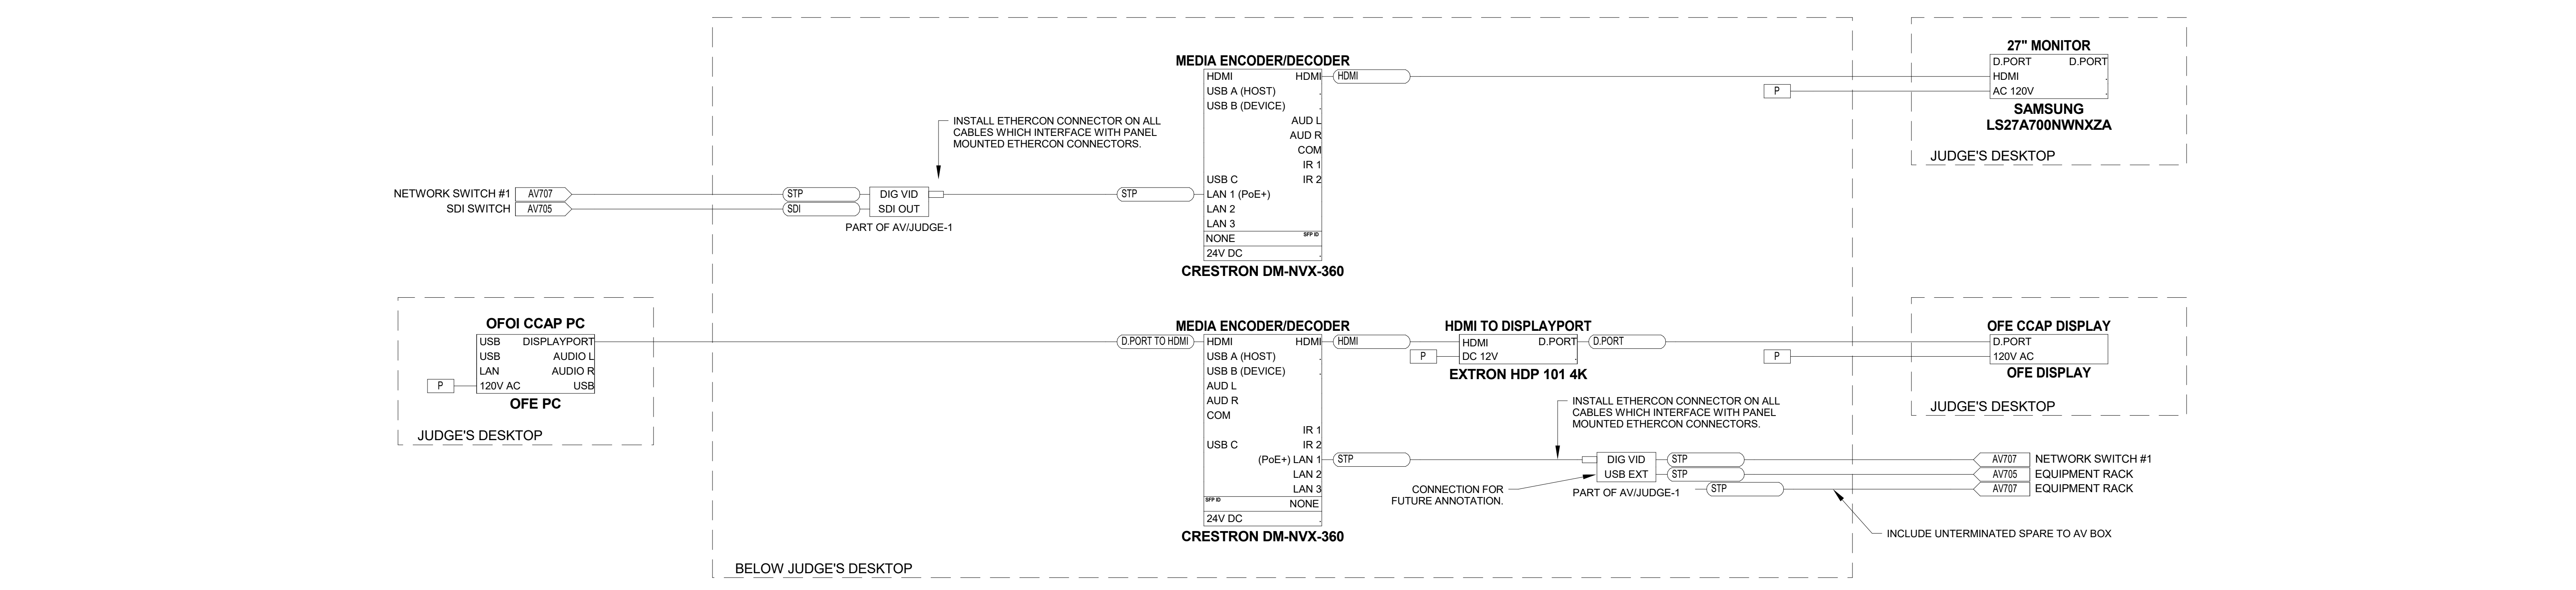 27" MONITOR
D.PORT D.PORT
HDMI
P AC 120V
SAMSUNG
LS27A700NWNXZA
JUDGE'S DESKTOP
MEDIA ENCODER/DECODER
HDMI HDMI HDMI
USB A (HOST)
USB B (DEVICE)
AUD L
AUD R
COM
IR 1
USB C IR 2
LAN 1 (PoE+)
LAN 2
LAN 3
NONE SFP ID
24V DC
CRESTRON DM-NVX-360
INSTALL ETHERCON CONNECTOR ON ALL
CABLES WHICH INTERFACE WITH PANEL
MOUNTED ETHERCON CONNECTORS.
NETWORK SWITCH #1 AV707 STP DIG VID STP
SDI SWITCH AV705 SDI SDI OUT
PART OF AV/JUDGE-1
OFOI CCAP PC
USB DISPLAYPORT
USB AUDIO L
LAN AUDIO R
P 120V AC USB
OFE PC
JUDGE'S DESKTOP
MEDIA ENCODER/DECODER
D.PORT TO HDMI HDMI HDMI HDMI
USB A (HOST)
USB B (DEVICE)
AUD L
AUD R
COM
IR 1
USB C IR 2
(PoE+) LAN 1 STP
LAN 2
LAN 3
SFP ID NONE
24V DC
CRESTRON DM-NVX-360
HDMI TO DISPLAYPORT
HDMI D.PORT D.PORT
P DC 12V
EXTRON HDP 101 4K
OFE CCAP DISPLAY
D.PORT
P 120V AC
OFE DISPLAY
JUDGE'S DESKTOP
INSTALL ETHERCON CONNECTOR ON ALL
CABLES WHICH INTERFACE WITH PANEL
MOUNTED ETHERCON CONNECTORS.
DIG VID STP AV707 NETWORK SWITCH #1
USB EXT STP AV705 EQUIPMENT RACK
PART OF AV/JUDGE-1 STP AV707 EQUIPMENT RACK
CONNECTION FOR
FUTURE ANNOTATION.
INCLUDE UNTERMINATED SPARE TO AV BOX
BELOW JUDGE'S DESKTOP